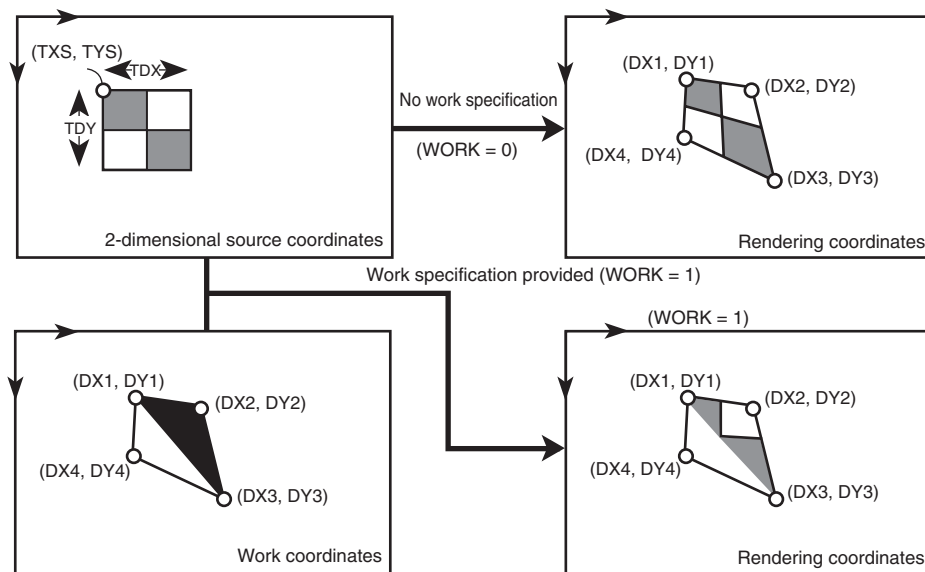 (TXS, TYS)
TDX
TDY
2-dimensional source coordinates
No work specification
(WORK = 0)
(DX1, DY1)
(DX2, DY2)
(DX4, DY4)
(DX3, DY3)
Rendering coordinates
Work specification provided (WORK = 1)
(DX1, DY1)
(DX2, DY2)
(DX4, DY4)
(DX3, DY3)
Work coordinates
(WORK = 1)
(DX1, DY1)
(DX2, DY2)
(DX4, DY4)
(DX3, DY3)
Rendering coordinates